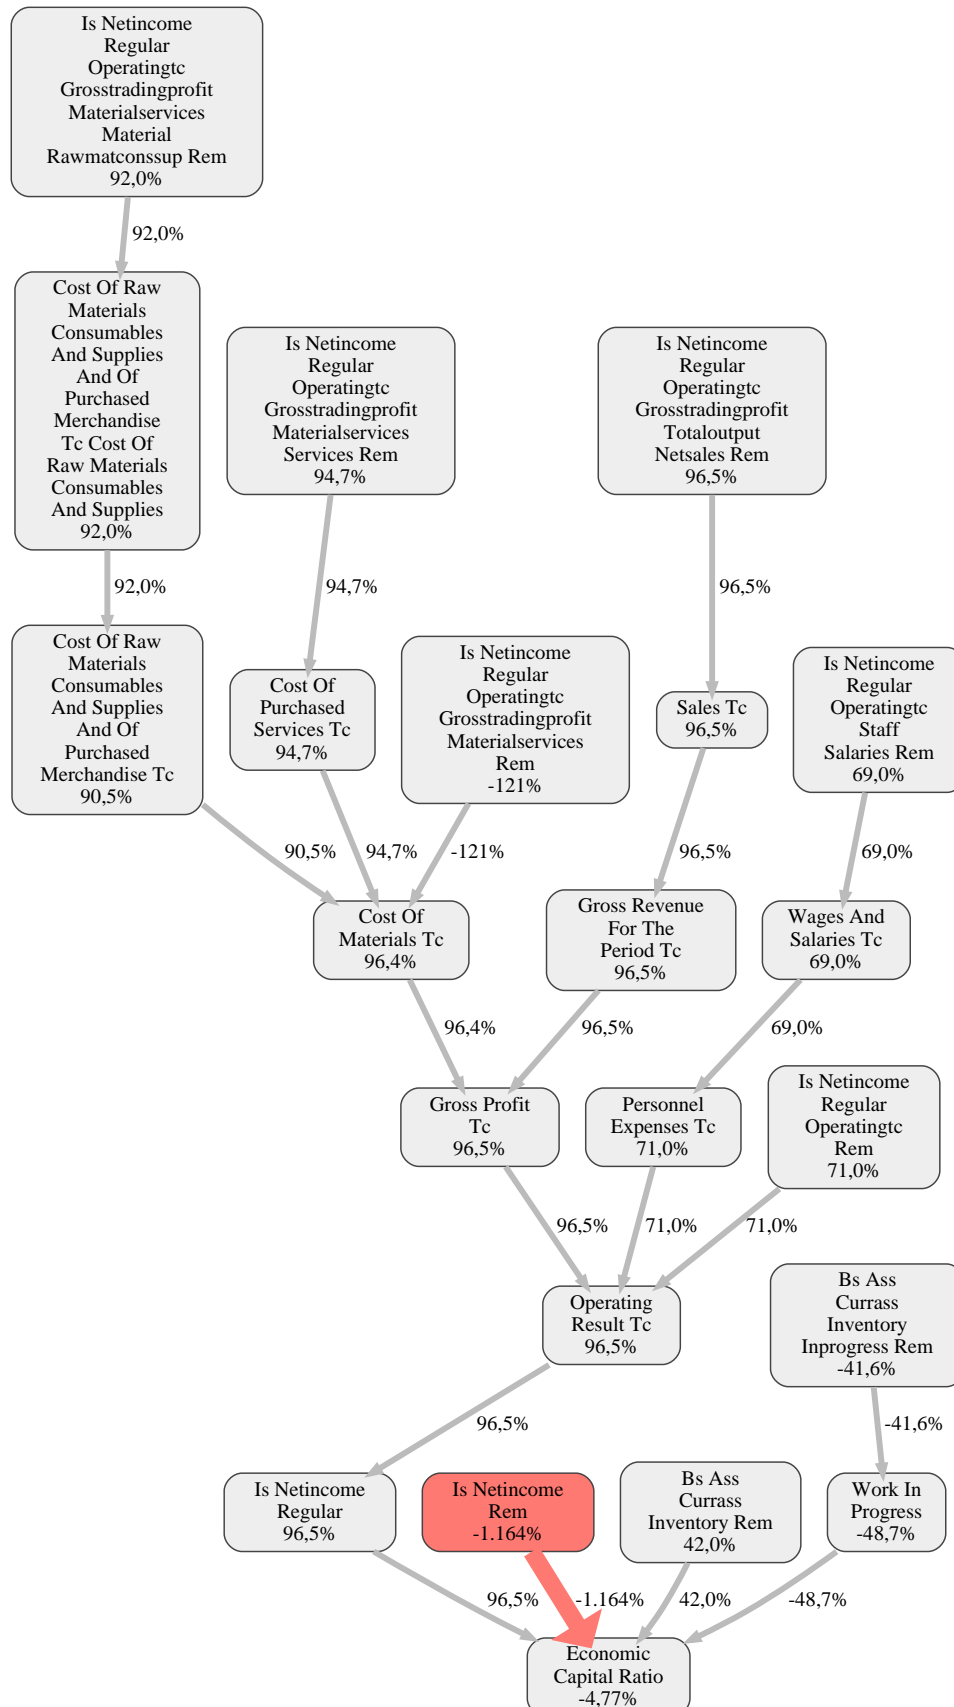 Is Netincome
Regular
Operatingtc
Grosstradingprofit
Materialservices
Material
Rawmatconssup Rem
92,0%
92,0%
Cost Of Raw
Materials
Consumables
And Supplies
And Of
Purchased
Merchandise
Tc Cost Of
Raw Materials
Consumables
And Supplies
92,0%
Is Netincome
Regular
Operatingtc
Grosstradingprofit
Materialservices
Services Rem
94,7%
Is Netincome
Regular
Operatingtc
Grosstradingprofit
Totaloutput
Netsales Rem
96,5%
92,0%
94,7%
96,5%
Cost Of Raw
Materials
Consumables
And Supplies
And Of
Purchased
Merchandise Tc
90,5%
Cost Of
Purchased
Services Tc
94,7%
Is Netincome
Regular
Operatingtc
Grosstradingprofit
Materialservices
Rem
-121%
Sales Tc
96,5%
Is Netincome
Regular
Operatingtc
Staff
Salaries Rem
69,0%
90,5%
94,7%
-121%
96,5%
69,0%
Cost Of
Materials Tc
96,4%
Gross Revenue
For The
Period Tc
96,5%
Wages And
Salaries Tc
69,0%
96,4%
96,5%
69,0%
Gross Profit
Tc
96,5%
Personnel
Expenses Tc
71,0%
Is Netincome
Regular
Operatingtc
Rem
71,0%
96,5%
71,0%
71,0%
Operating
Result Tc
96,5%
Bs Ass
Currass
Inventory
Inprogress Rem
-41,6%
96,5%
-41,6%
Is Netincome
Regular
96,5%
Is Netincome
Rem
-1.164%
Bs Ass
Currass
Inventory Rem
42,0%
Work In
Progress
-48,7%
96,5%
-1.164%
42,0%
-48,7%
Economic
Capital Ratio
-4,77%